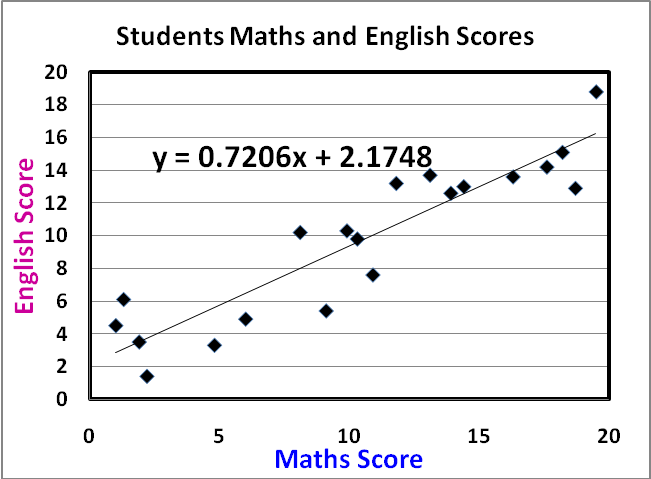 Students Maths and English Scores
English Score
20
18
16
14
12
10
8
6
4
2
0
y = 0.7206x + 2.1748
0 5 10 15 20
Maths Score